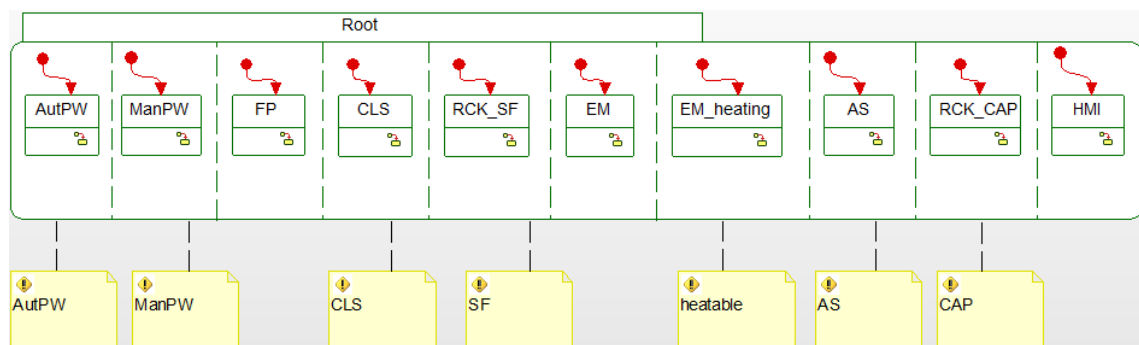 Root
AutPW ManPW FP CLS RCK_SF EM EM_heating AS RCK_CAP HMI
AutPW ManPW CLS SF heatable AS CAP